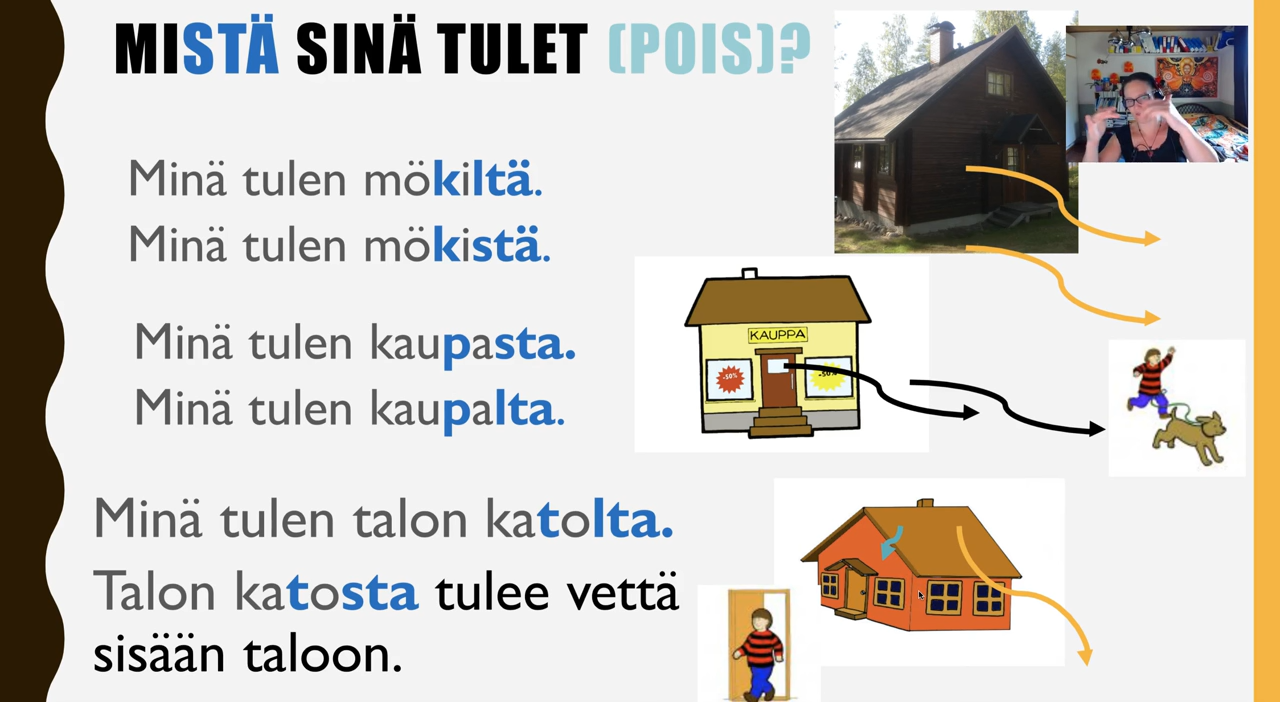 MISTÄ SINÄ TULET (POIS)?
Minä tulen mökiltä.
Minä tulen mökistä.
Minä tulen kaupasta.
Minä tulen kaupalta.
KAUPPA
-50%
-50%
Minä tulen talon katolta.
Talon katosta tulee vettä
sisään taloon.